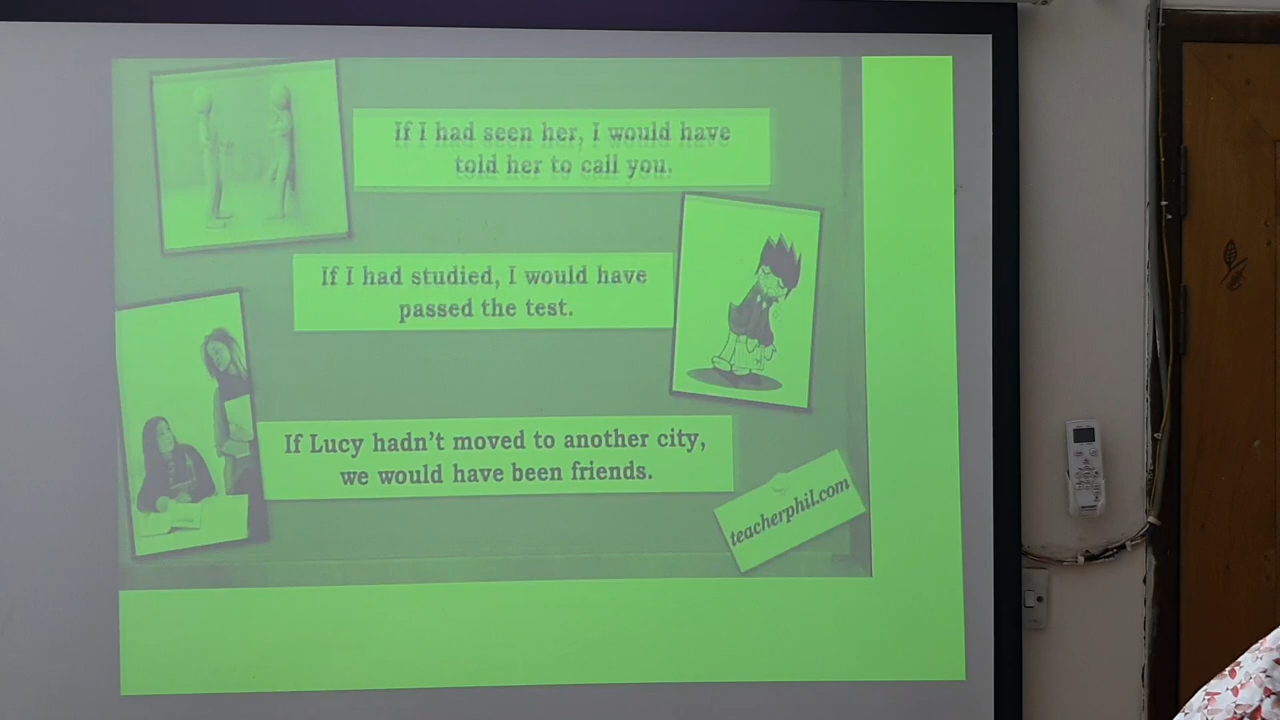 If I had seen her, I would have
told her to call you.
If I had studied, I would have
passed the test.
If Lucy hadn't moved to another city,
we would have been friends.
teacherphil.com